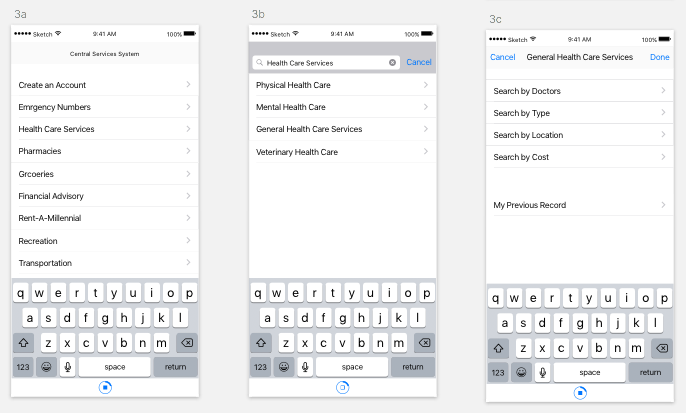 3a
Sketch 9:41 AM 100%
Central Services System
Create an Account
Emrgency Numbers
Health Care Services
Pharmacies
Grcoeries
Financial Advisory
Rent-A-Millennial
Recreation
Transportation
q w e r t y u i o p
a s d f g h j k l
z x c v b n m
123 space return
3b
Sketch 9:41 AM 100%
Health Care Services Cancel
Physical Health Care
Mental Health Care
General Health Care Services
Veterinary Health Care
q w e r t y u i o p
a s d f g h j k l
z x c v b n m
123 space return
3c
Sketch 9:41 AM 100%
Cancel General Health Care Services Done
Search by Doctors
Search by Type
Search by Location
Search by Cost
My Previous Record
q w e r t y u i o p
a s d f g h j k l
z x c v b n m
123 space return